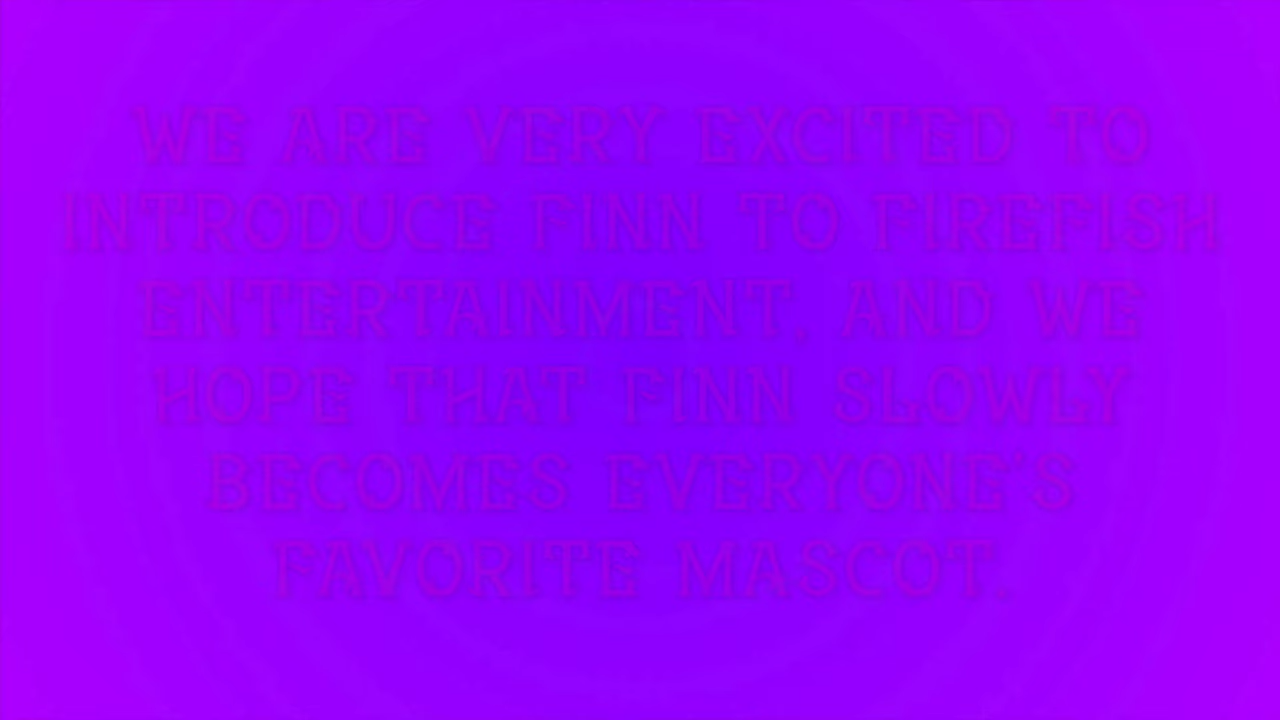 WE ARE VERY EXCITED TO
INTRODUCE FINN TO FIREFISH
ENTERTAINMENT, AND WE
HOPE THAT FINN SLOWLY
BECOMES EVERYONE'S
FAVORITE MASCOT.